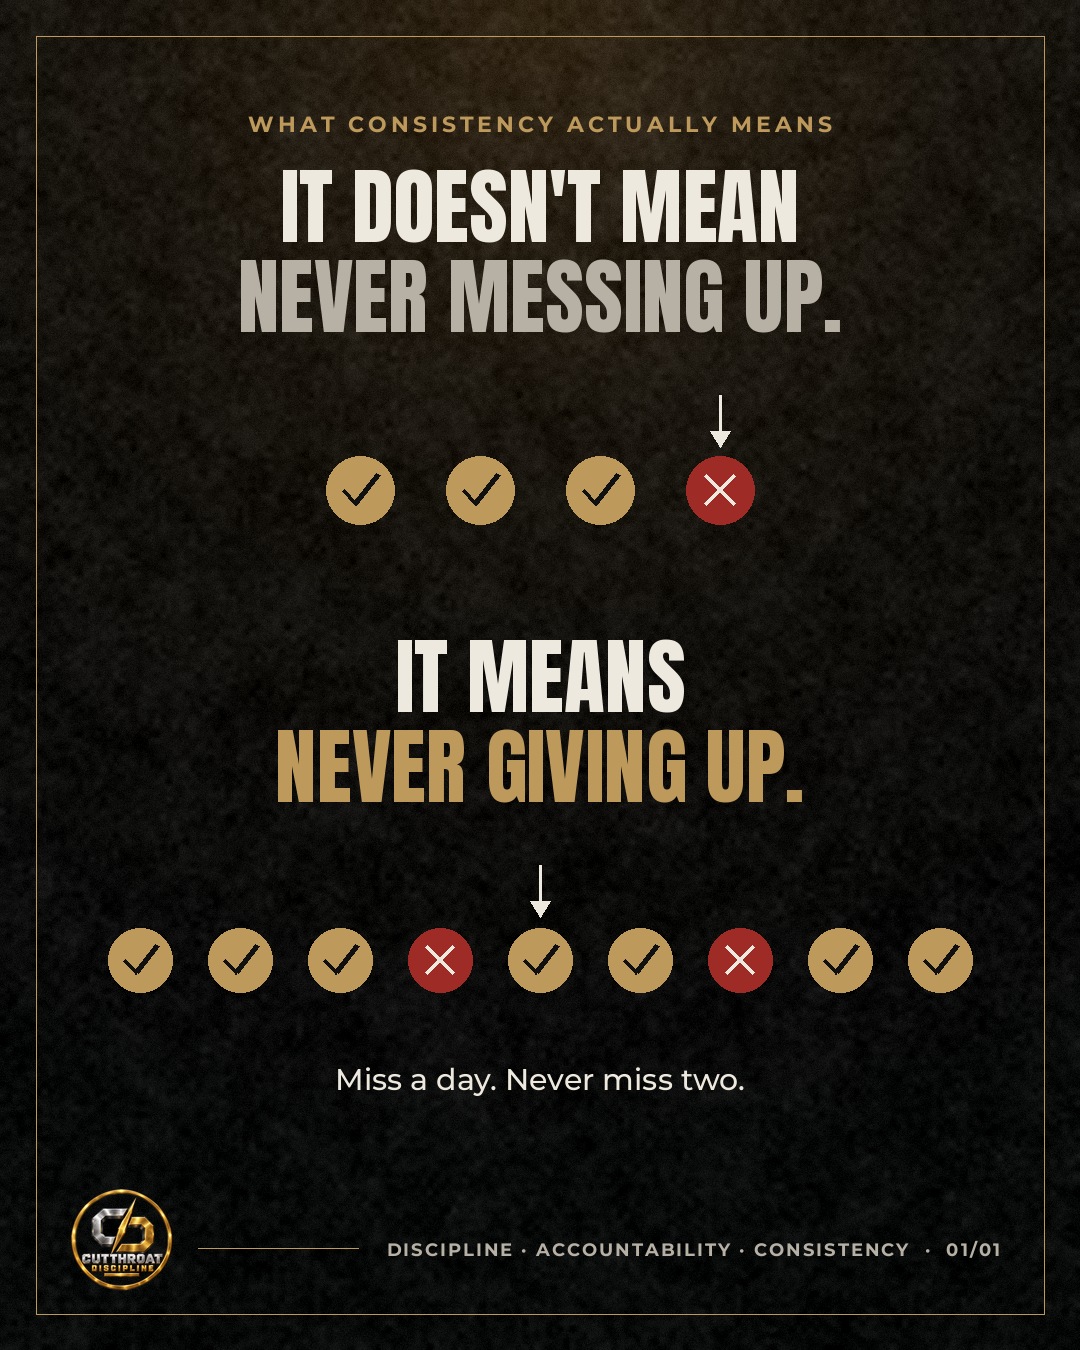 WHAT CONSISTENCY ACTUALLY MEANS
IT DOESN'T MEAN
NEVER MESSING UP.
IT MEANS
NEVER GIVING UP.
Miss a day. Never miss two.
CUTTHROAT
DISCIPLINE
DISCIPLINE · ACCOUNTABILITY · CONSISTENCY · 01/01